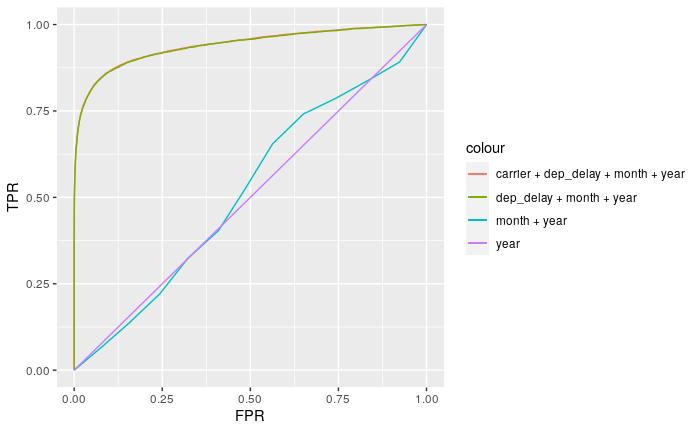 1.00
0.75
0.50
0.25
0.00
TPR
0.00 0.25 0.50 0.75 1.00
FPR
colour
carrier + dep_delay + month + year
dep_delay + month + year
month + year
year